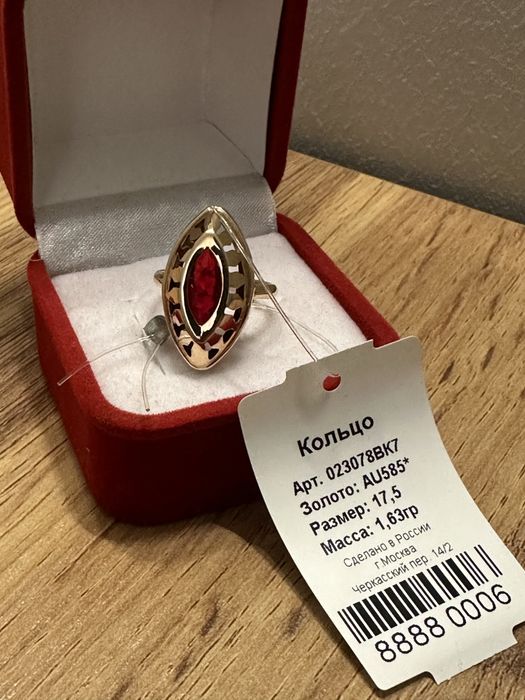 Кольцо
Арт. 023078ВК7
Золото: AU585*
Размер: 17,5
Масса: 1,63гр
Сделано в России
г.Москва
Черкасский пер. 14/2
8888 0006